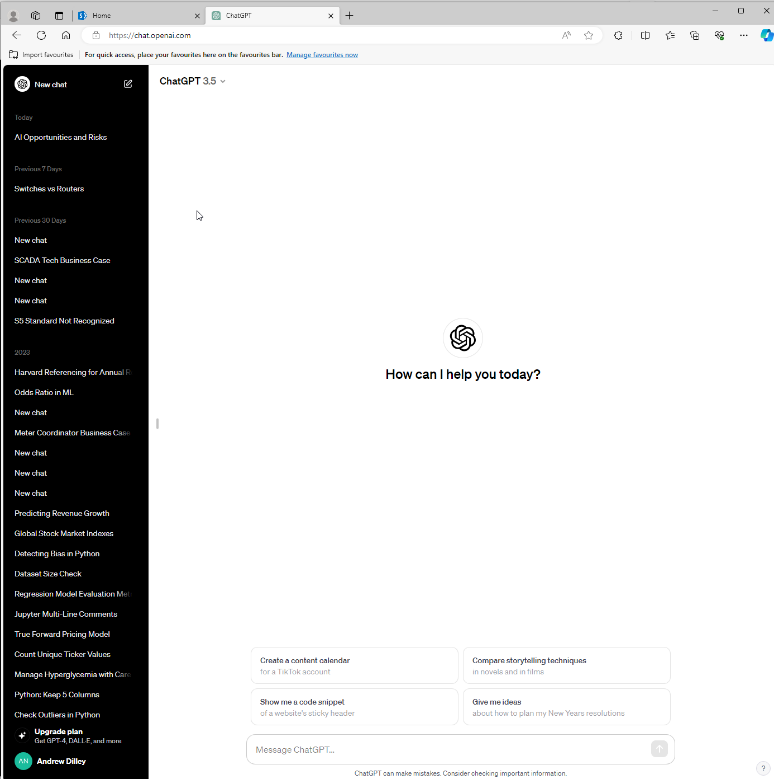 Home
ChatGPT
https://chat.openai.com
Import favourites
For quick access, place your favourites here on the favourites bar. Manage favourites now
New chat
ChatGPT 3.5
Today
AI Opportunities and Risks
Previous 7 Days
Switches vs Routers
Previous 30 Days
New chat
SCADA Tech Business Case
New chat
New chat
S5 Standard Not Recognized
2023
Harvard Referencing for Annual R
Odds Ratio in ML
New chat
Meter Coordinator Business Case
New chat
New chat
New chat
Predicting Revenue Growth
Global Stock Market Indexes
Detecting Bias in Python
Dataset Size Check
Regression Model Evaluation Met
Jupyter Multi-Line Comments
True Forward Pricing Model
Count Unique Ticker Values
Manage Hyperglycemia with Care
Python: Keep 5 Columns
Check Outliers in Python
Upgrade plan
Get GPT-4, DALL·E, and more
AN
Andrew Dilley
How can I help you today?
Create a content calendar
for a TikTok account
Compare storytelling techniques
in novels and in films
Show me a code snippet
of a website's sticky header
Give me ideas
about how to plan my New Years resolutions
Message ChatGPT...
ChatGPT can make mistakes. Consider checking important information.
?